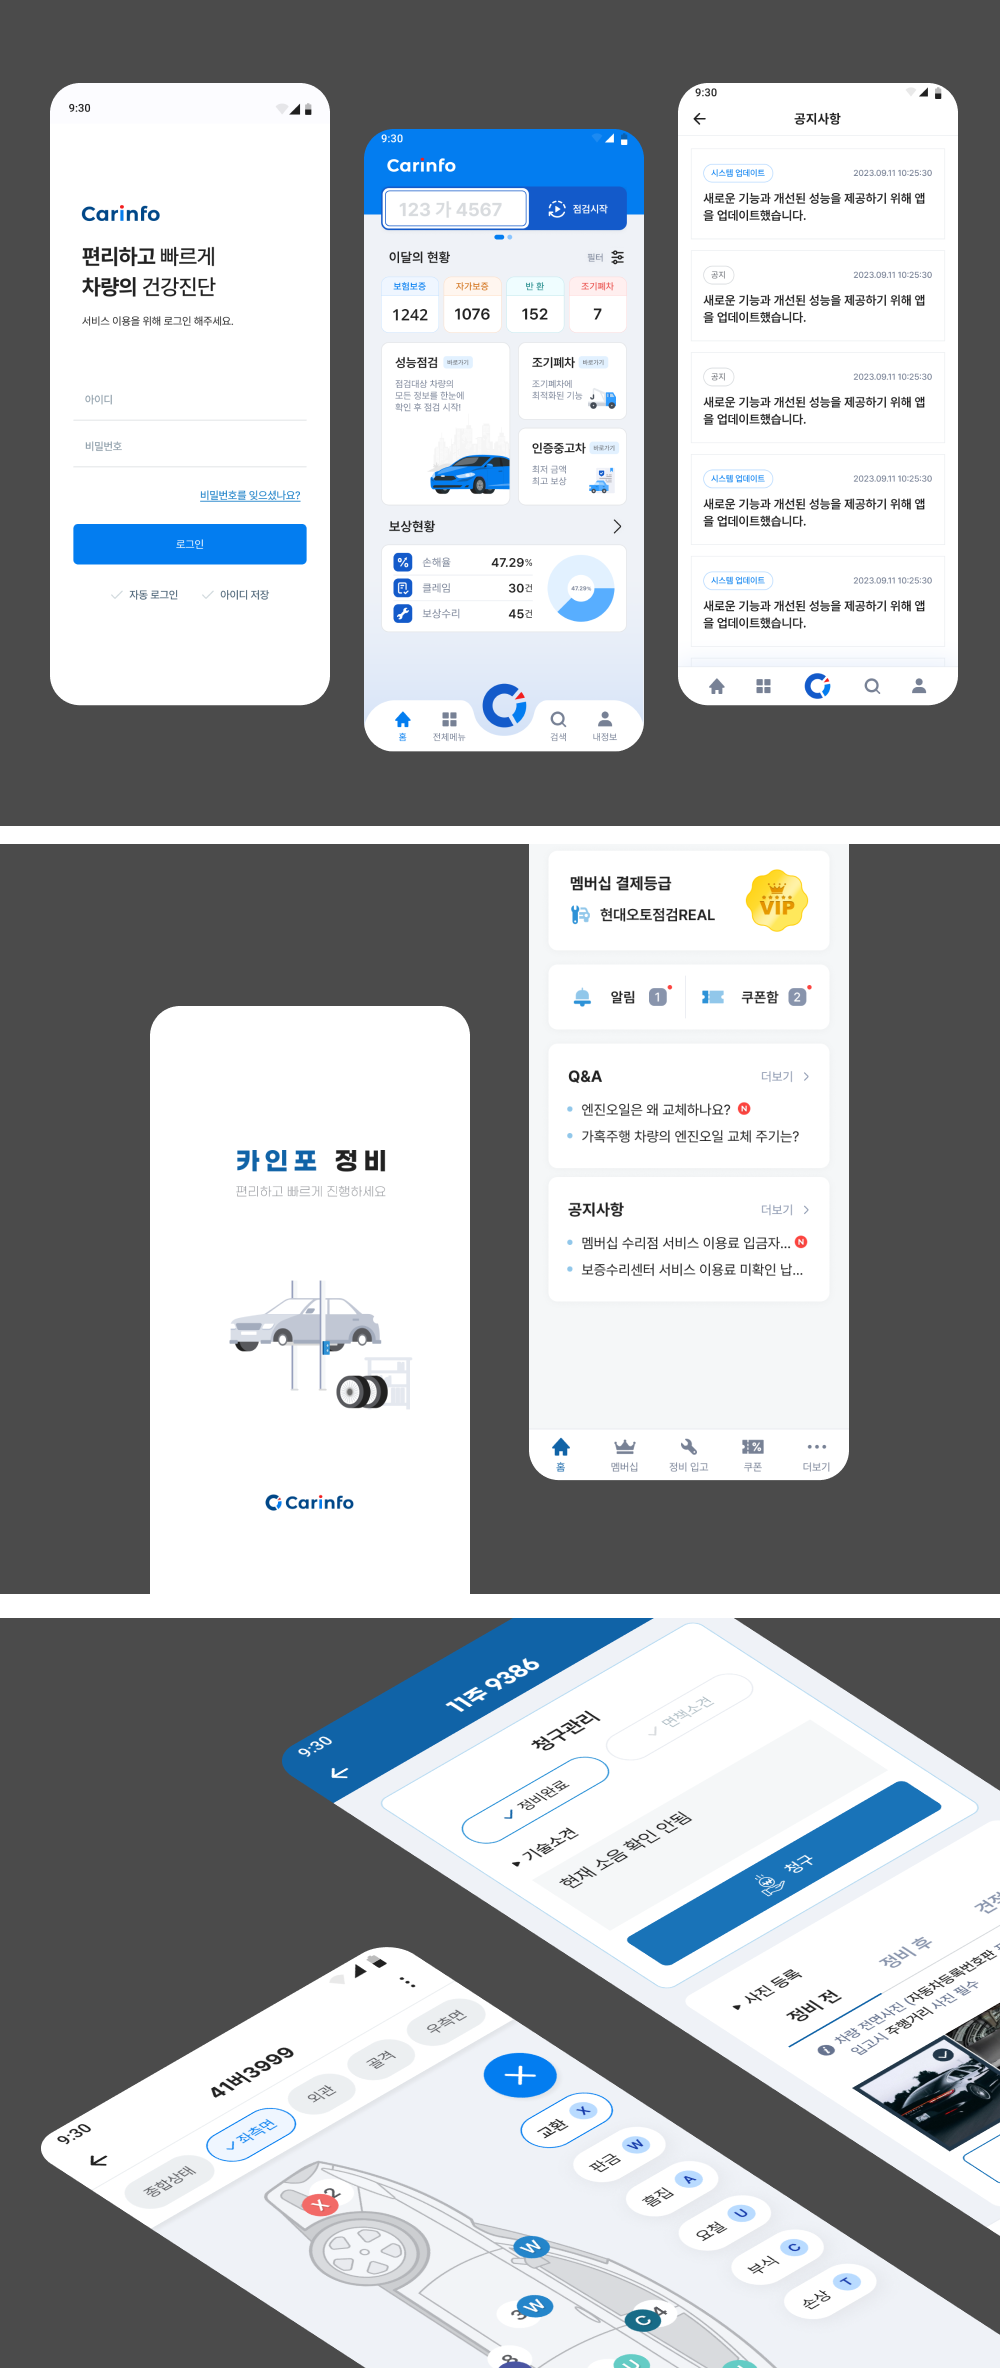 9:30
Carinfo
편리하고 빠르게
차량의 건강진단
서비스 이용을 위해 로그인 해주세요.
아이디
비밀번호
비밀번호를 잊으셨나요?
로그인
자동 로그인
아이디 저장
9:30
Carinfo
123 가 4567
점검시작
이달의 현황
필터
보험보증
자가보증
반 환
조기폐차
1242
1076
152
7
성능점검 바로가기
점검대상 차량의
모든 정보를 한눈에
확인 후 점검 시작!
조기폐차 바로가기
조기폐차에
최적화된 기능
인증중고차 바로가기
최저 금액
최고 보상
보상현황
손해율 47.29%
클레임 30건
보상수리 45건
47.29%
홈
전체메뉴
검색
내정보
9:30
공지사항
시스템 업데이트 2023.09.11 10:25:30
새로운 기능과 개선된 성능을 제공하기 위해 앱
을 업데이트했습니다.
공지 2023.09.11 10:25:30
새로운 기능과 개선된 성능을 제공하기 위해 앱
을 업데이트했습니다.
공지 2023.09.11 10:25:30
새로운 기능과 개선된 성능을 제공하기 위해 앱
을 업데이트했습니다.
시스템 업데이트 2023.09.11 10:25:30
새로운 기능과 개선된 성능을 제공하기 위해 앱
을 업데이트했습니다.
시스템 업데이트 2023.09.11 10:25:30
새로운 기능과 개선된 성능을 제공하기 위해 앱
을 업데이트했습니다.
카인포 정비
편리하고 빠르게 진행하세요
Carinfo
멤버십 결제등급
현대오토점검REAL
VIP
알림 1
쿠폰함 2
Q&A
더보기
엔진오일은 왜 교체하나요? N
가혹주행 차량의 엔진오일 교체 주기는?
공지사항
더보기
멤버십 수리점 서비스 이용료 입금자... N
보증수리센터 서비스 이용료 미확인 납...
홈
멤버십
정비 입고
쿠폰
더보기
9:30
11주 9386
청구관리
정비완료
면책소견
기술소견
현재 소음 확인 안됨
청구
사진 등록
정비 전
정비 후
차량 전면사진 (자동차등록번호판
입고시 주행거리 사진 필수
9:30
41버3999
종합상태
좌측면
외관
골격
우측면
교환 X
판금 W
흠집 A
요철 U
부식 C
손상 T
X 2
W
3 W
C 4
8
U